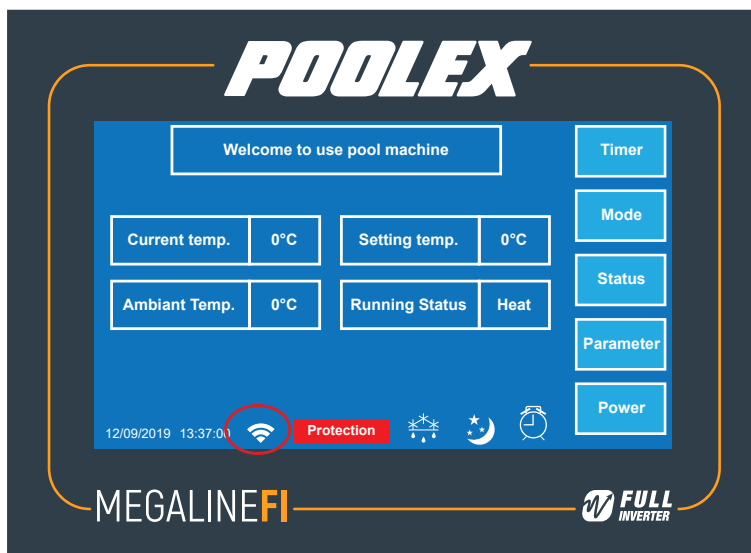 POOLEX
Welcome to use pool machine
Timer
Mode
Current temp. 0°C Setting temp. 0°C
Status
Ambiant Temp. 0°C Running Status Heat
Parameter
Power
12/09/2019 13:37:00 Protection
MEGALINEFI
FULL
INVERTER